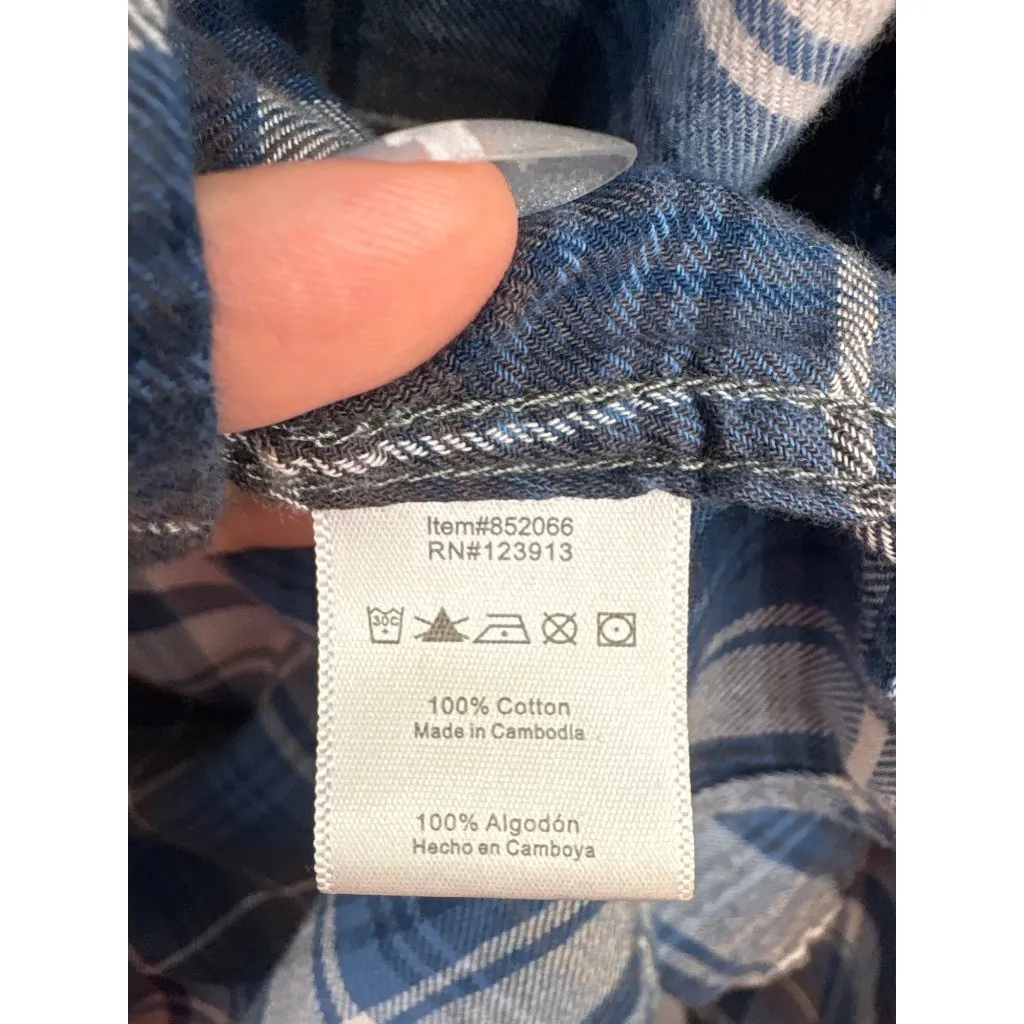 Item#852066
RN#123913
30C
100% Cotton
Made in Cambodia
100% Algodón
Hecho en Camboya